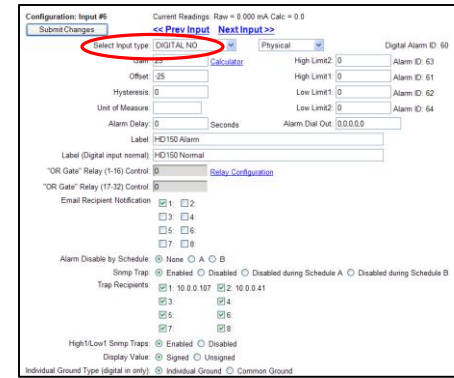 Configuration: Input #6 Current Readings: Raw = 0.000 mA Calc = 0.0
Submit Changes << Prev Input Next Input >>
Select Input type: DIGITAL NO Physical Digital Alarm ID: 60
Gain: 25 Calculator High Limit2: 0 Alarm ID: 63
Offset: -25 High Limit1: 0 Alarm ID: 61
Hysteresis: 0 Low Limit1: 0 Alarm ID: 62
Unit of Measure: Low Limit2: 0 Alarm ID: 64
Alarm Delay: 0 Seconds Alarm Dial Out: 0,0,0,0,0
Label: HD150 Alarm
Label (Digital input normal): HD150 Normal
"OR Gate" Relay (1-16) Control: 0 Relay Configuration
"OR Gate" Relay (17-32) Control: 0
Email Recipient Notification 1: 2:
3: 4:
5: 6:
7: 8:
Alarm Disable by Schedule: None A B
Snmp Trap: Enabled Disabled Disabled during Schedule A Disabled during Schedule B
Trap Recipients: 1: 10.0.0.107 2: 10.0.0.41
3: 4:
5: 6:
7: 8:
High1/Low1 Snmp Traps: Enabled Disabled
Display Value: Signed Unsigned
Individual Ground Type (digital in only): Individual Ground Common Ground